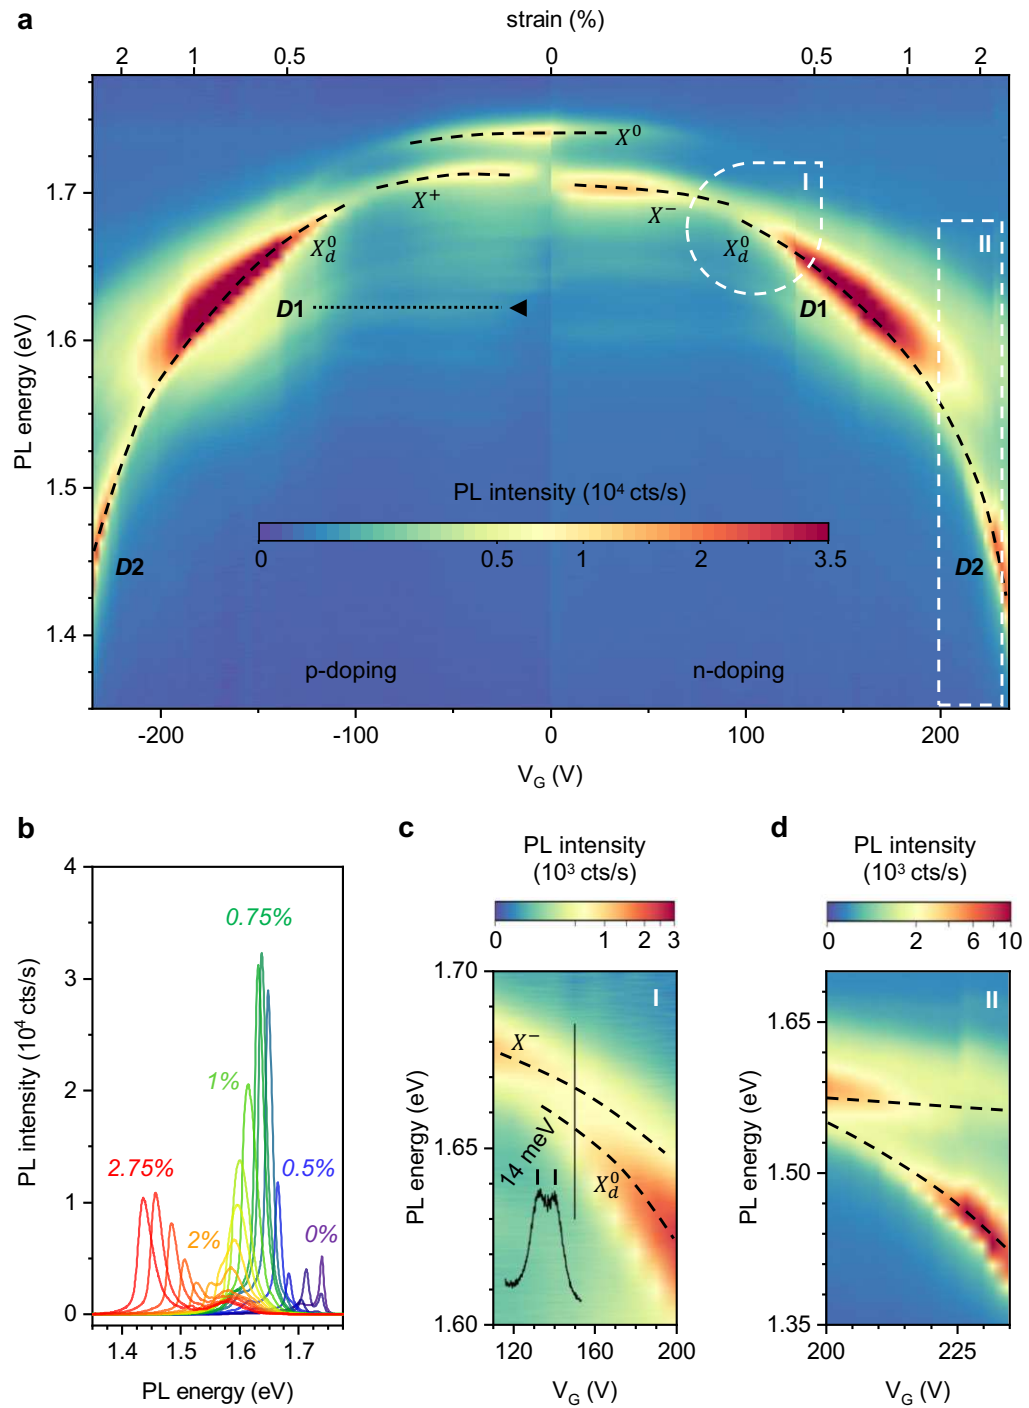 a
strain (%)
2 1 0.5 0 0.5 1 2
PL energy (eV)
1.7
1.6
1.5
1.4
X⁰
X⁺
X⁻
X_d⁰
X_d⁰
I
II
D1
D1
PL intensity (10⁴ cts/s)
0 0.5 1 2 3.5
D2
D2
p-doping
n-doping
-200 -100 0 100 200
V_G (V)
b
PL intensity (10⁴ cts/s)
4
3
2
1
0
0.75%
1%
2.75%
0.5%
2%
0%
1.4 1.5 1.6 1.7
PL energy (eV)
c
PL intensity
(10³ cts/s)
0 1 2 3
PL energy (eV)
1.70
1.65
1.60
I
X⁻
14 meV
X_d⁰
120 160 200
V_G (V)
d
PL intensity
(10³ cts/s)
0 2 6 10
PL energy (eV)
1.65
1.50
1.35
II
200 225
V_G (V)